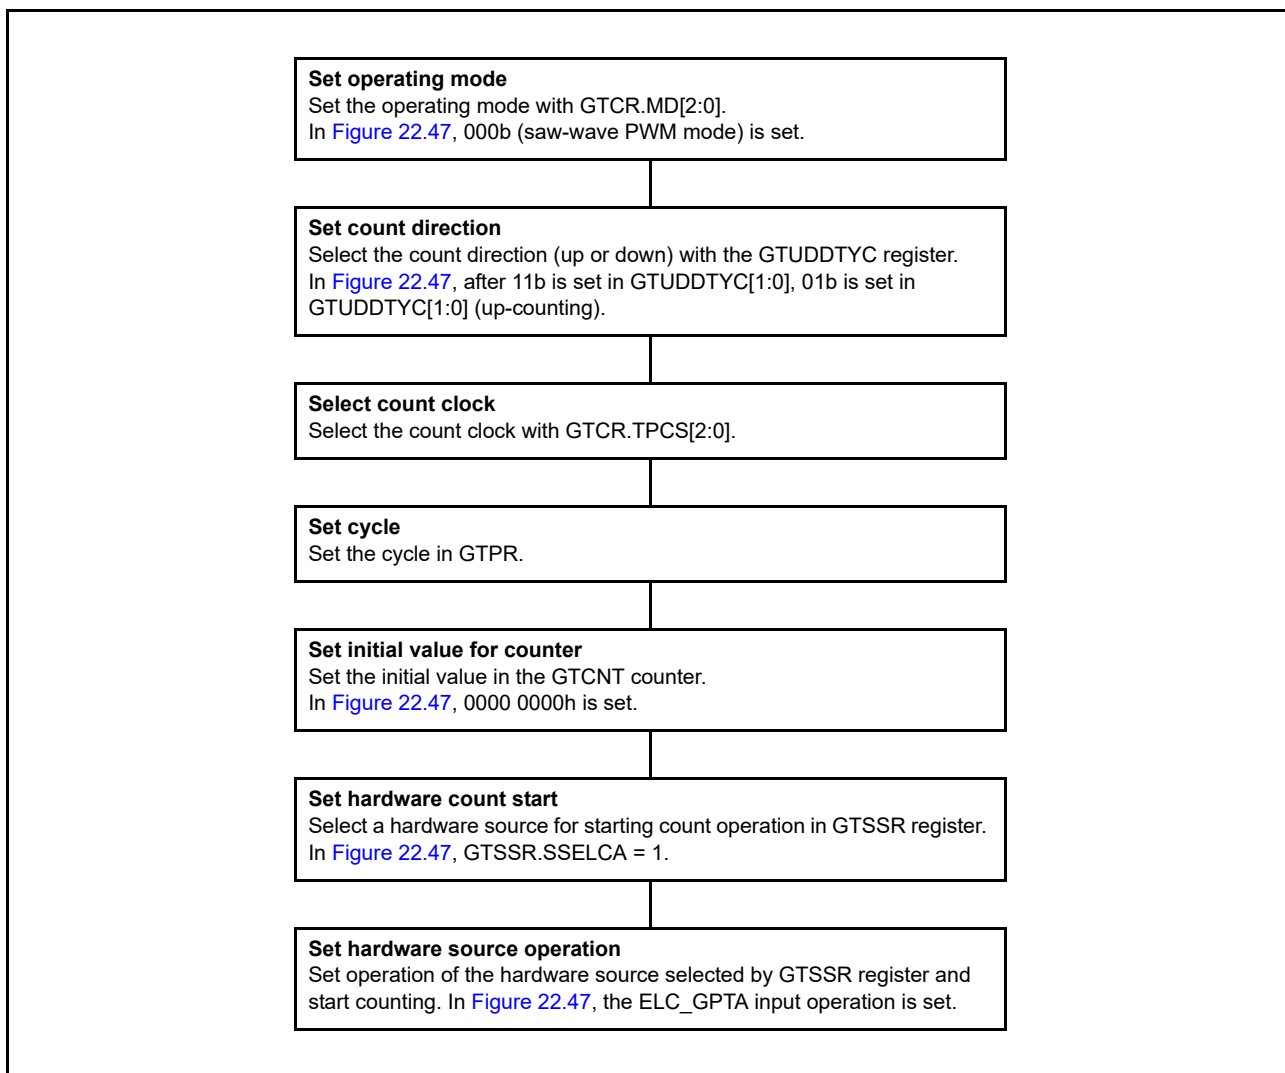 Set operating mode
Set the operating mode with GTCR.MD[2:0].
In Figure 22.47, 000b (saw-wave PWM mode) is set.
Set count direction
Select the count direction (up or down) with the GTUDDTYC register.
In Figure 22.47, after 11b is set in GTUDDTYC[1:0], 01b is set in
GTUDDTYC[1:0] (up-counting).
Select count clock
Select the count clock with GTCR.TPCS[2:0].
Set cycle
Set the cycle in GTPR.
Set initial value for counter
Set the initial value in the GTCNT counter.
In Figure 22.47, 0000 0000h is set.
Set hardware count start
Select a hardware source for starting count operation in GTSSR register.
In Figure 22.47, GTSSR.SSELCA = 1.
Set hardware source operation
Set operation of the hardware source selected by GTSSR register and
start counting. In Figure 22.47, the ELC_GPTA input operation is set.